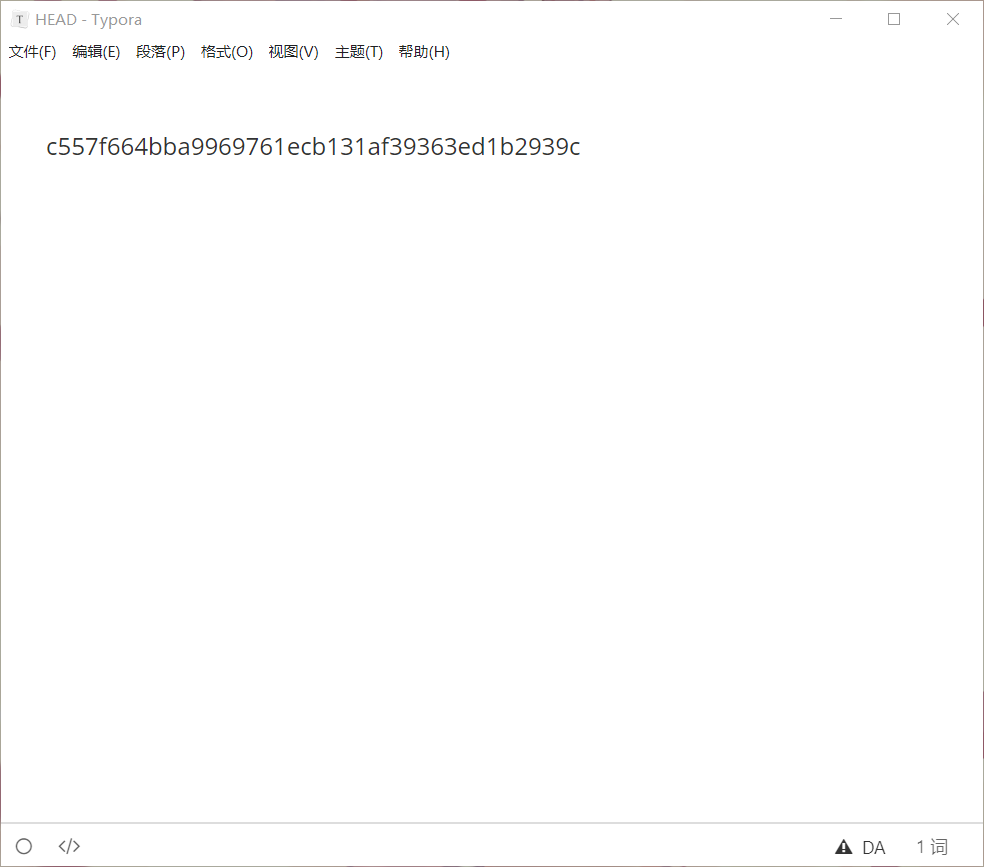 T HEAD - Typora
文件(F) 编辑(E) 段落(P) 格式(O) 视图(V) 主题(T) 帮助(H)
c557f664bba9969761ecb131af39363ed1b2939c
</> DA 1 词